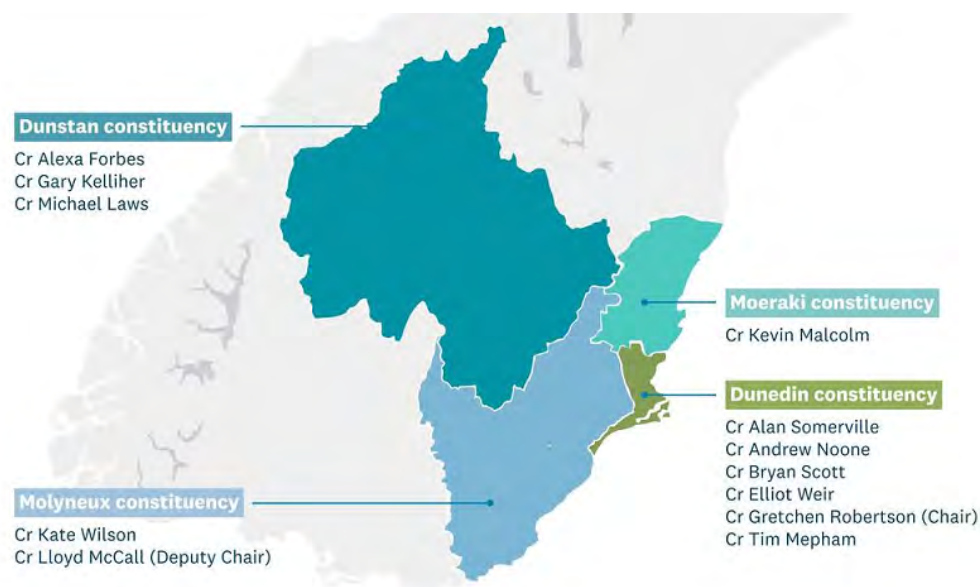 Dunstan constituency
Cr Alexa Forbes
Cr Gary Kelliher
Cr Michael Laws
Moeraki constituency
Cr Kevin Malcolm
Dunedin constituency
Cr Alan Somerville
Cr Andrew Noone
Cr Bryan Scott
Cr Elliot Weir
Cr Gretchen Robertson (Chair)
Cr Tim Mepham
Molyneux constituency
Cr Kate Wilson
Cr Lloyd McCall (Deputy Chair)